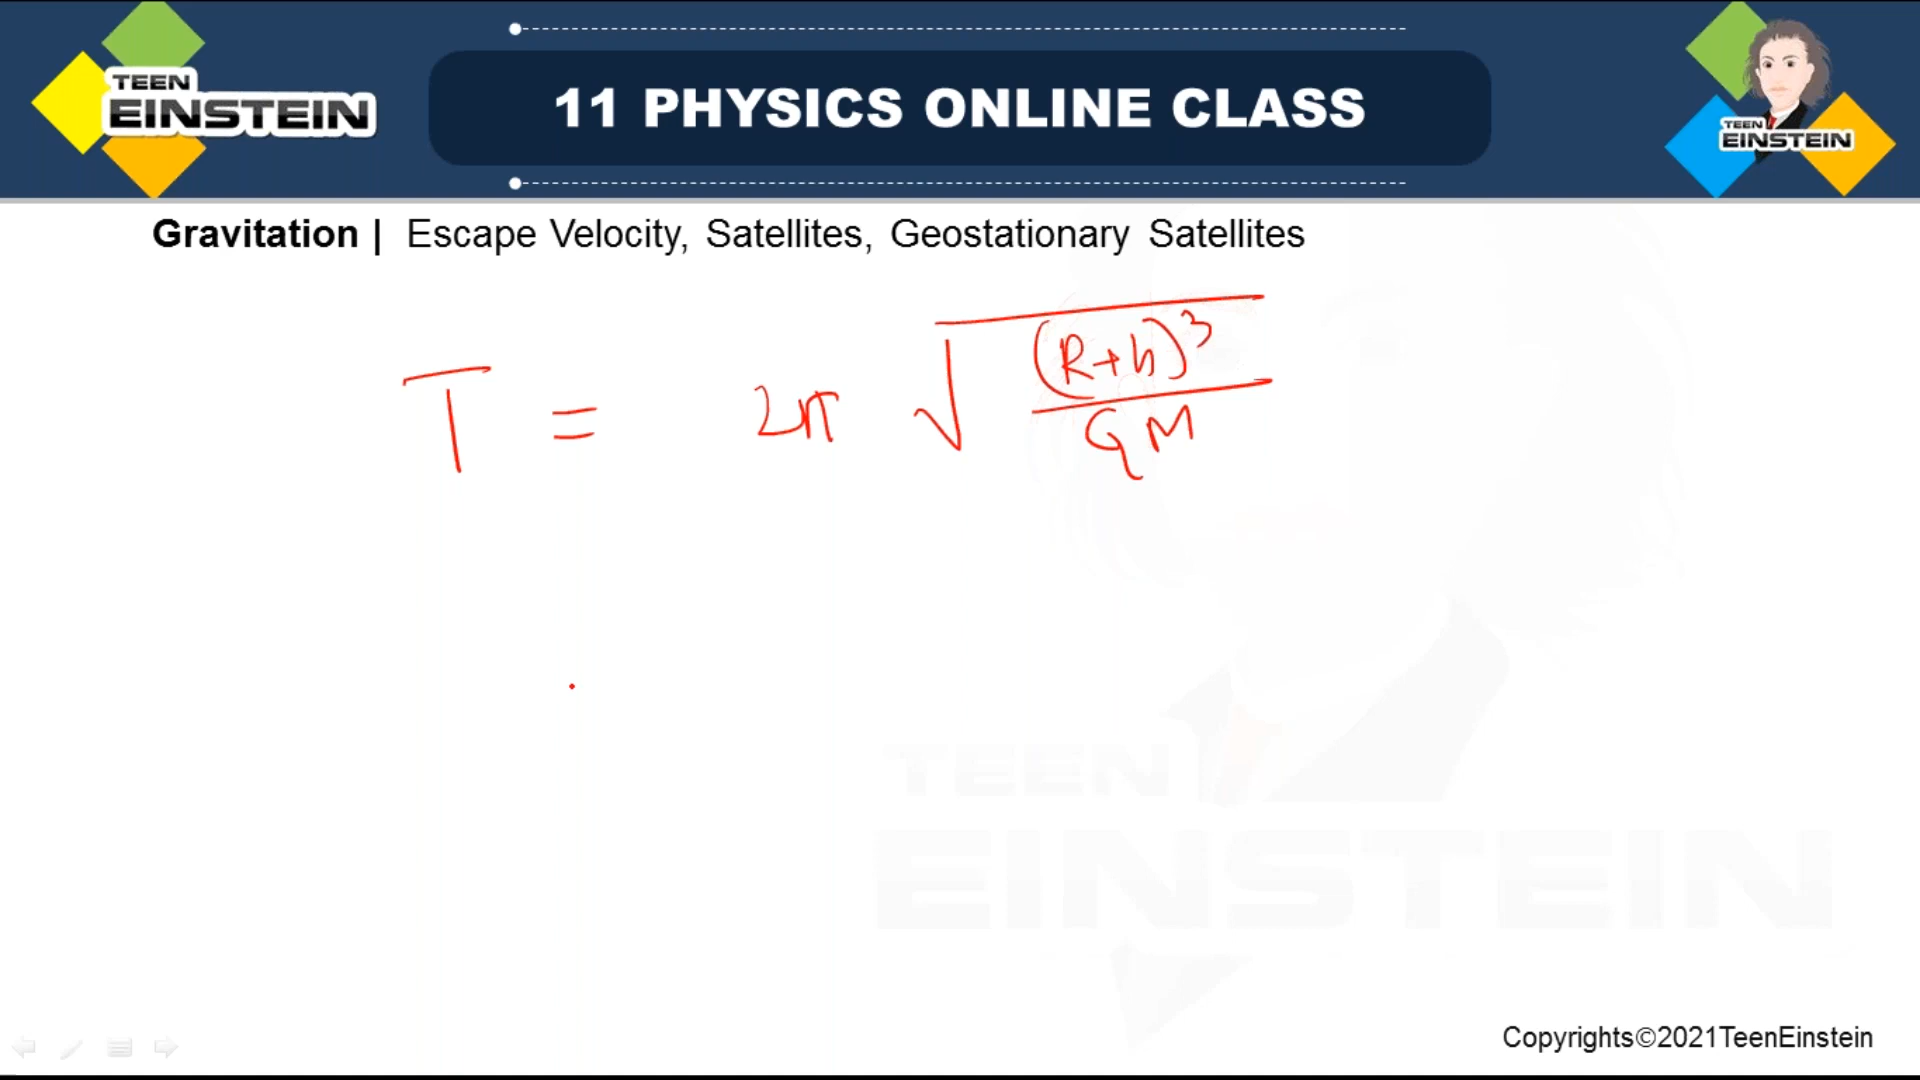 TEEN
EINSTEIN
11 PHYSICS ONLINE CLASS
TEEN
EINSTEIN
Gravitation | Escape Velocity, Satellites, Geostationary Satellites
T = 2π √((R+h)³ / GM)
TEEN
EINSTEIN
Copyrights©2021TeenEinstein